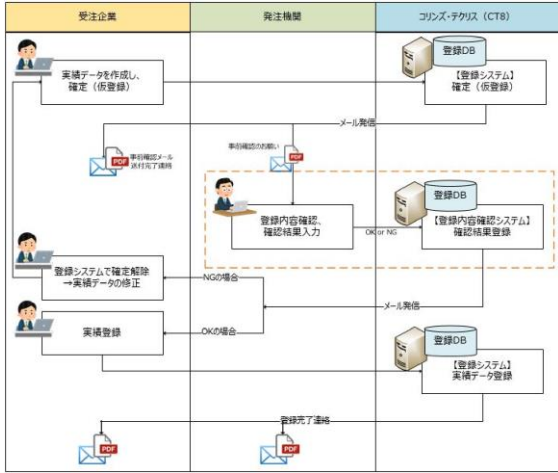 受注企業
発注機関
コリンズ・テクリス（CT8）
実績データを作成し、
確定（仮登録）
登録DB
【登録システム】
確定（仮登録）
メール発信
事前確認メール
送付完了連絡
PDF
事前確認のお願い
PDF
登録内容確認、
確認結果入力
OK or NG
登録DB
【登録内容確認システム】
確認結果登録
登録システムで確定解除
→実績データの修正
NGの場合
メール発信
実績登録
OKの場合
登録DB
【登録システム】
実績データ登録
登録完了連絡
PDF
PDF